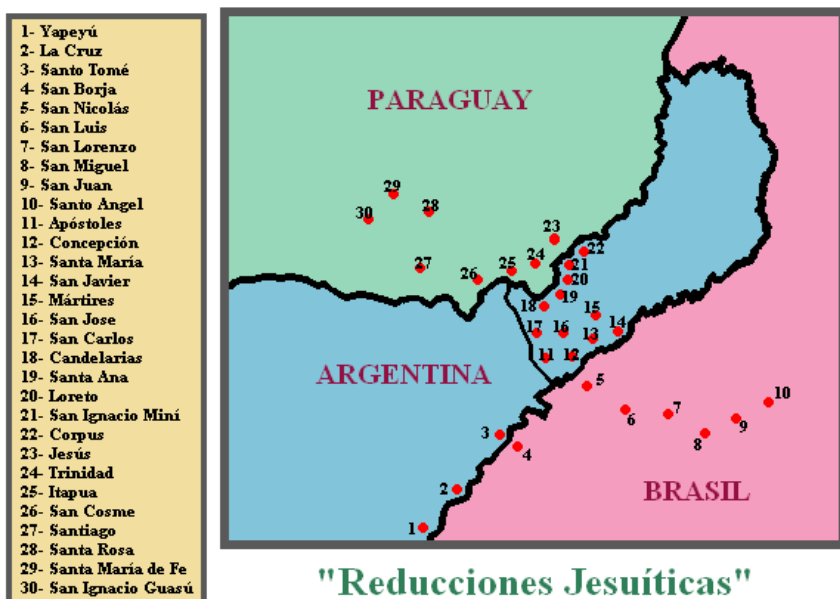 1- Yapeyú
2- La Cruz
3- Santo Tomé
4- San Borja
5- San Nicolás
6- San Luis
7- San Lorenzo
8- San Miguel
9- San Juan
10- Santo Angel
11- Apóstoles
12- Concepción
13- Santa María
14- San Javier
15- Mártires
16- San Jose
17- San Carlos
18- Candelarias
19- Santa Ana
20- Loreto
21- San Ignacio Miní
22- Corpus
23- Jesús
24- Trinidad
25- Itapua
26- San Cosme
27- Santiago
28- Santa Rosa
29- Santa María de Fe
30- San Ignacio Guasú
PARAGUAY
29
30
28
23
22
27
26
25
24
21
20
19
18
15
17
16
13
14
11
12
ARGENTINA
5
10
6
7
3
4
8
9
2
BRASIL
1
"Reducciones Jesuíticas"